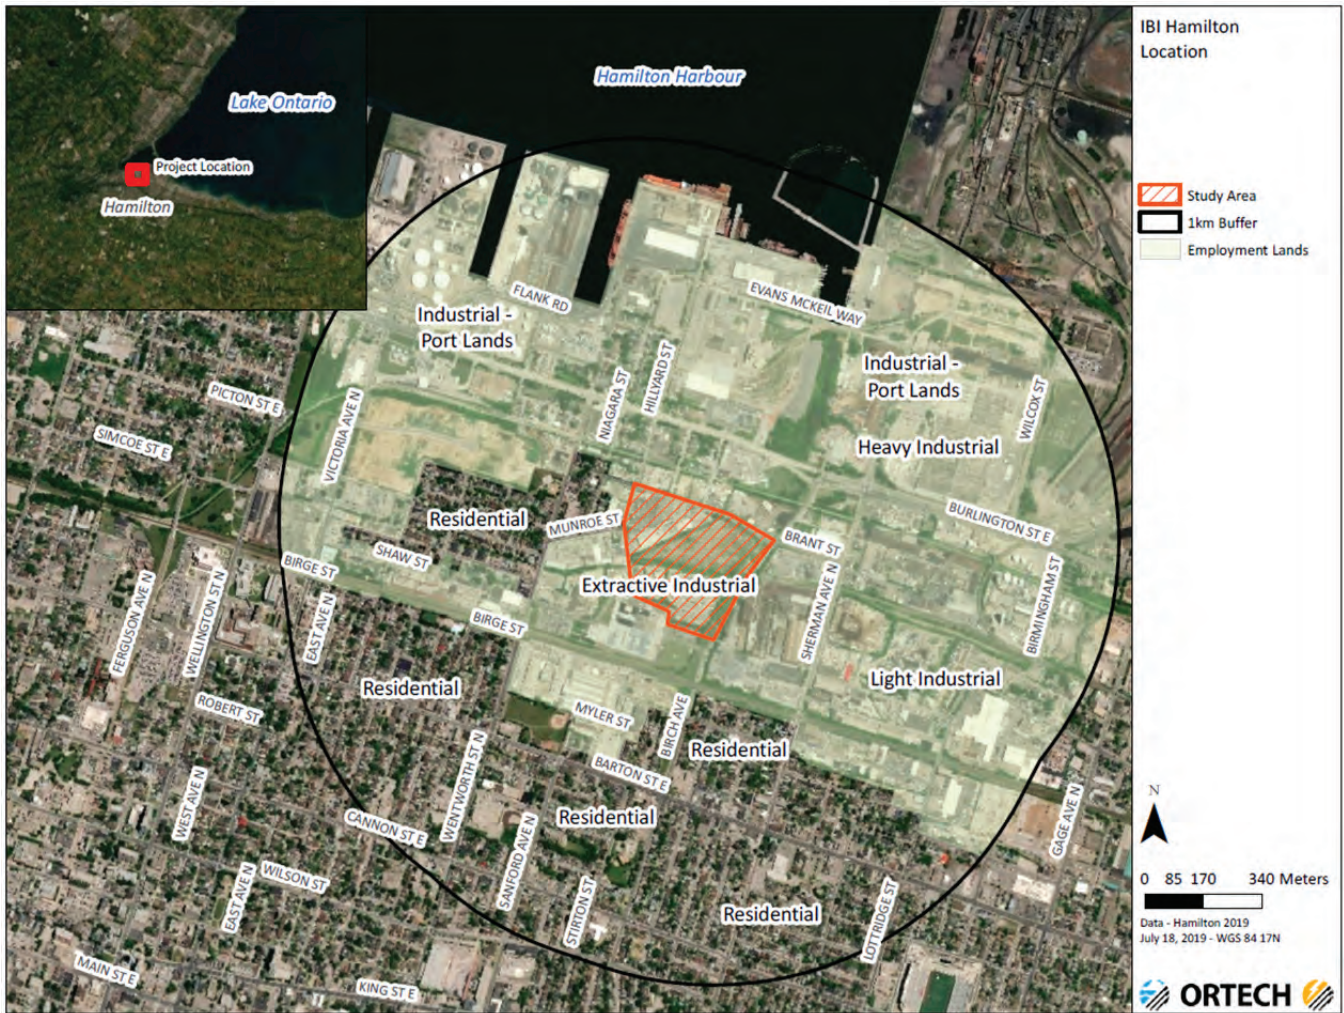 IBI Hamilton
Location
Hamilton Harbour
Lake Ontario
Project Location
Hamilton
Study Area
1km Buffer
Employment Lands
FLANK RD
EVANS MCKEIL WAY
Industrial -
Port Lands
Industrial -
Port Lands
HILLYARD ST
NIAGARA ST
PICTON ST E
VICTORIA AVE N
WILCOX ST
SIMCOE ST E
Heavy Industrial
Residential
MUNROE ST
BURLINGTON ST E
BRANT ST
SHAW ST
BIRGE ST
Extractive Industrial
FERGUSON AVE N
WELLINGTON ST N
EAST AVE N
BIRGE ST
SHERMAN AVE N
BIRMINGHAM ST
Residential
Light Industrial
ROBERT ST
MYLER ST
BIRCH AVE
Residential
BARTON ST E
WEST AVE N
WENTWORTH ST N
CANNON ST E
Residential
GAGE AVE N
SANFORD AVE N
WILSON ST
EAST AVE N
STIRTON ST
Residential
LOTTRIDGE ST
MAIN ST E
KING ST E
N
0 85 170 340 Meters
Data - Hamilton 2019
July 18, 2019 - WGS 84 17N
ORTECH